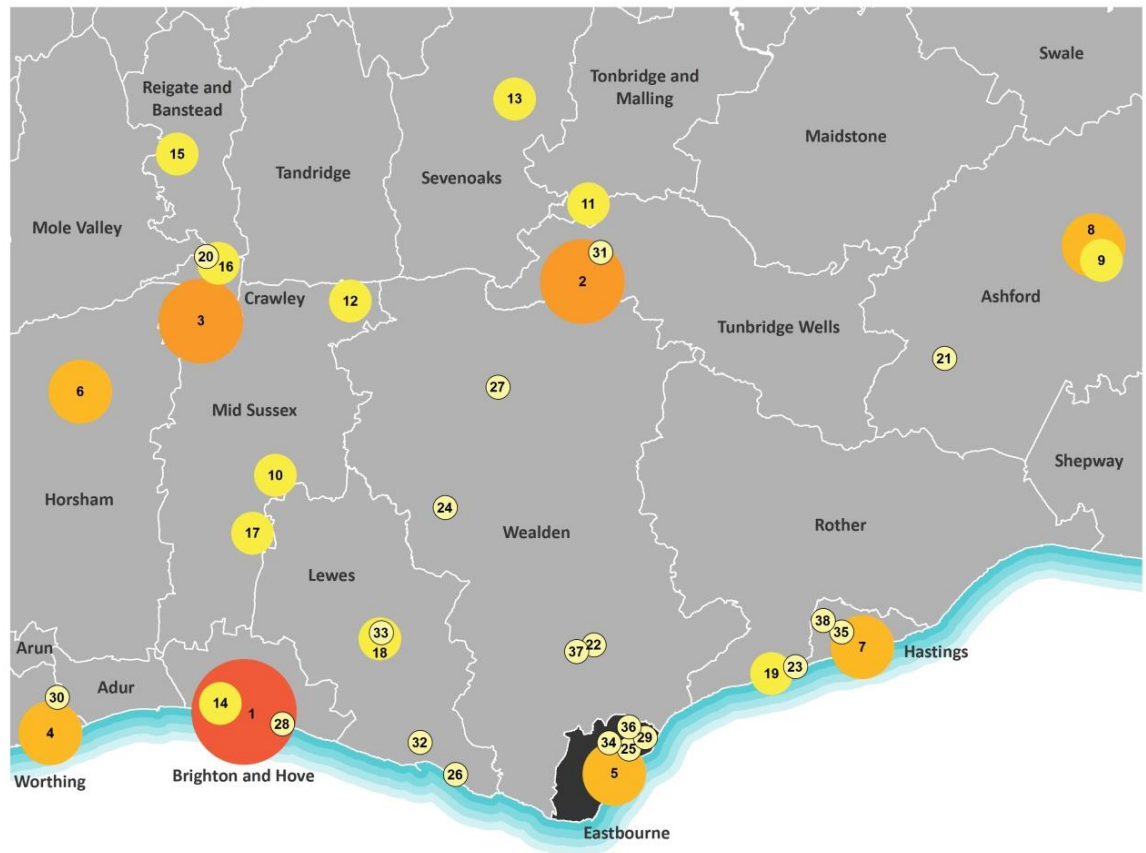 Swale
Tonbridge and
Malling
Reigate and
Banstead
13
Maidstone
15
Tandridge
Sevenoaks
11
Mole Valley
8
20
16
31
9
2
Crawley
12
Ashford
3
Tunbridge Wells
21
6
27
Mid Sussex
Shepway
10
Horsham
24
Rother
17
Wealden
Lewes
38
33
35
18
37
22
7
Hastings
Arun
23
19
Adur
30
14
1
28
36
29
34
25
32
4
5
26
Worthing
Brighton and Hove
Eastbourne